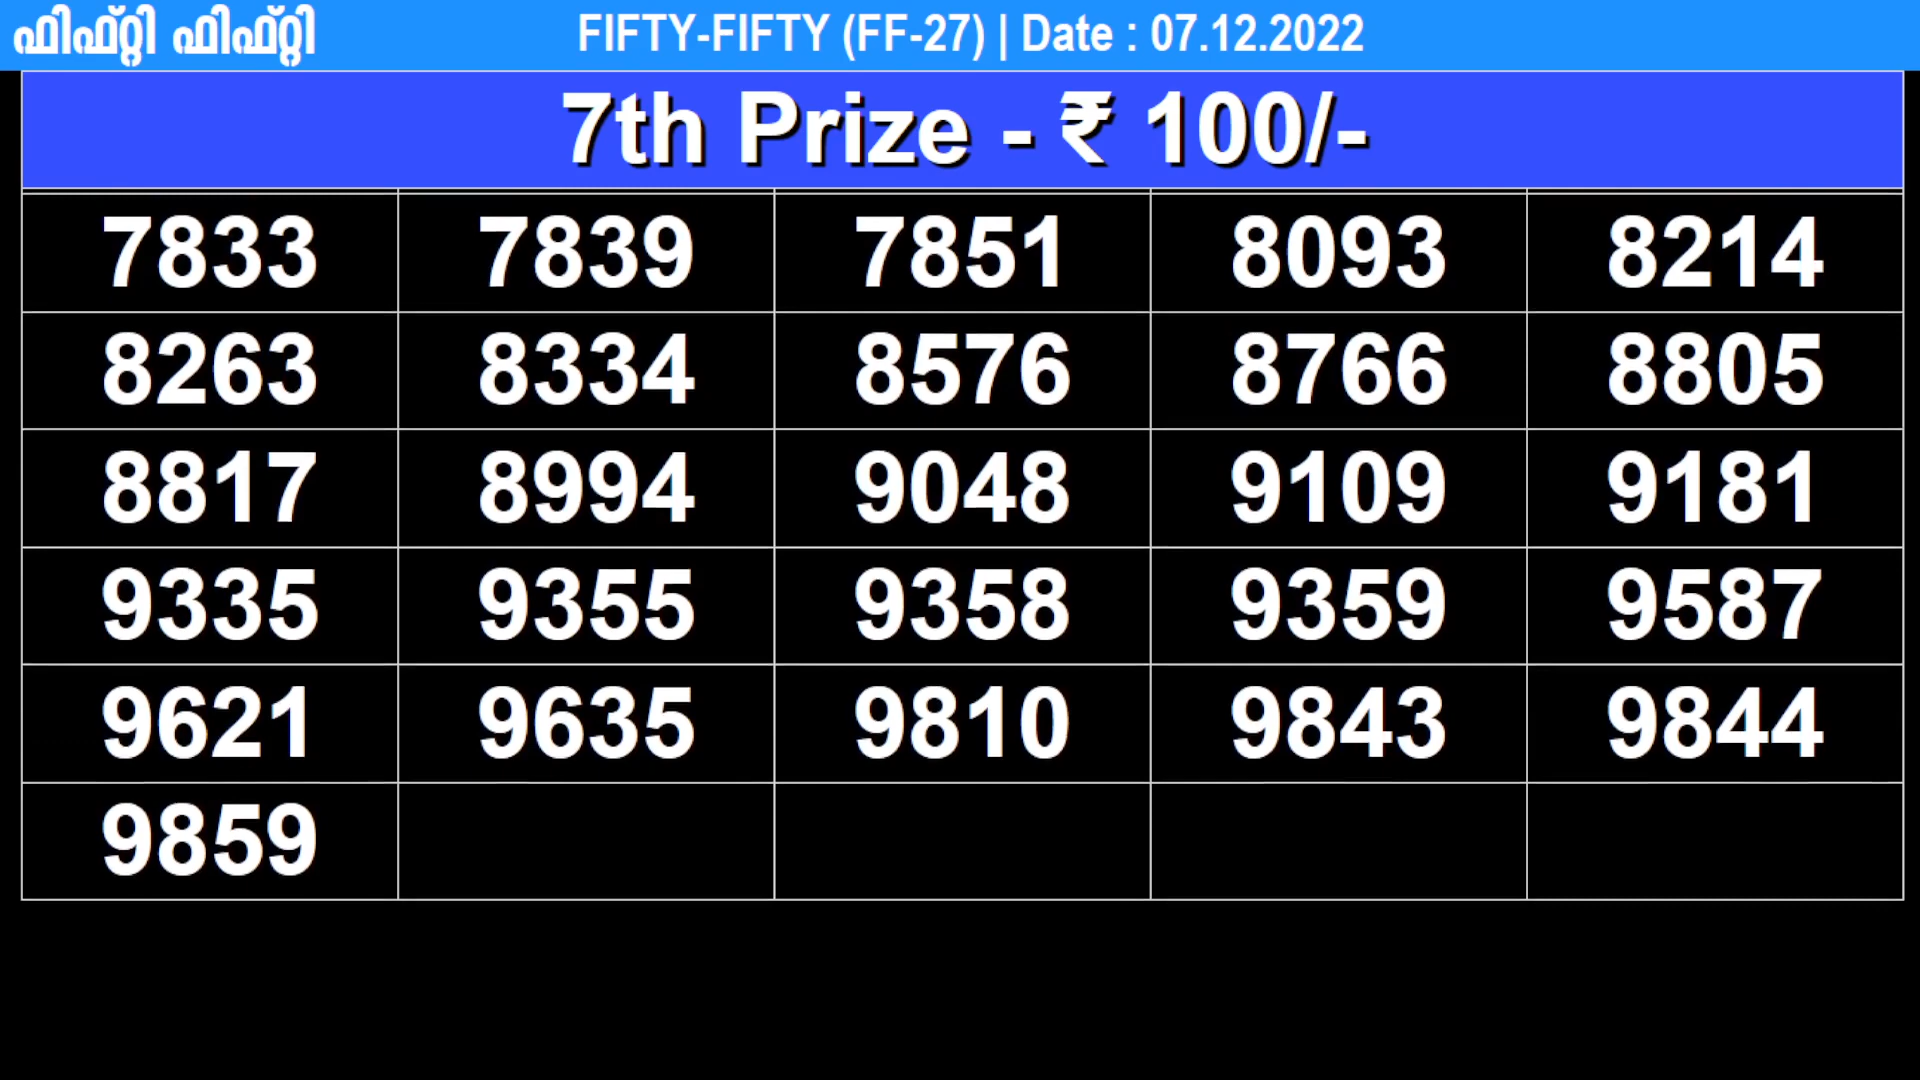 ഫിഫ്റ്റി ഫിഫ്റ്റി FIFTY-FIFTY (FF-27) | Date : 07.12.2022
7th Prize - ₹ 100/-
7833 7839 7851 8093 8214
8263 8334 8576 8766 8805
8817 8994 9048 9109 9181
9335 9355 9358 9359 9587
9621 9635 9810 9843 9844
9859